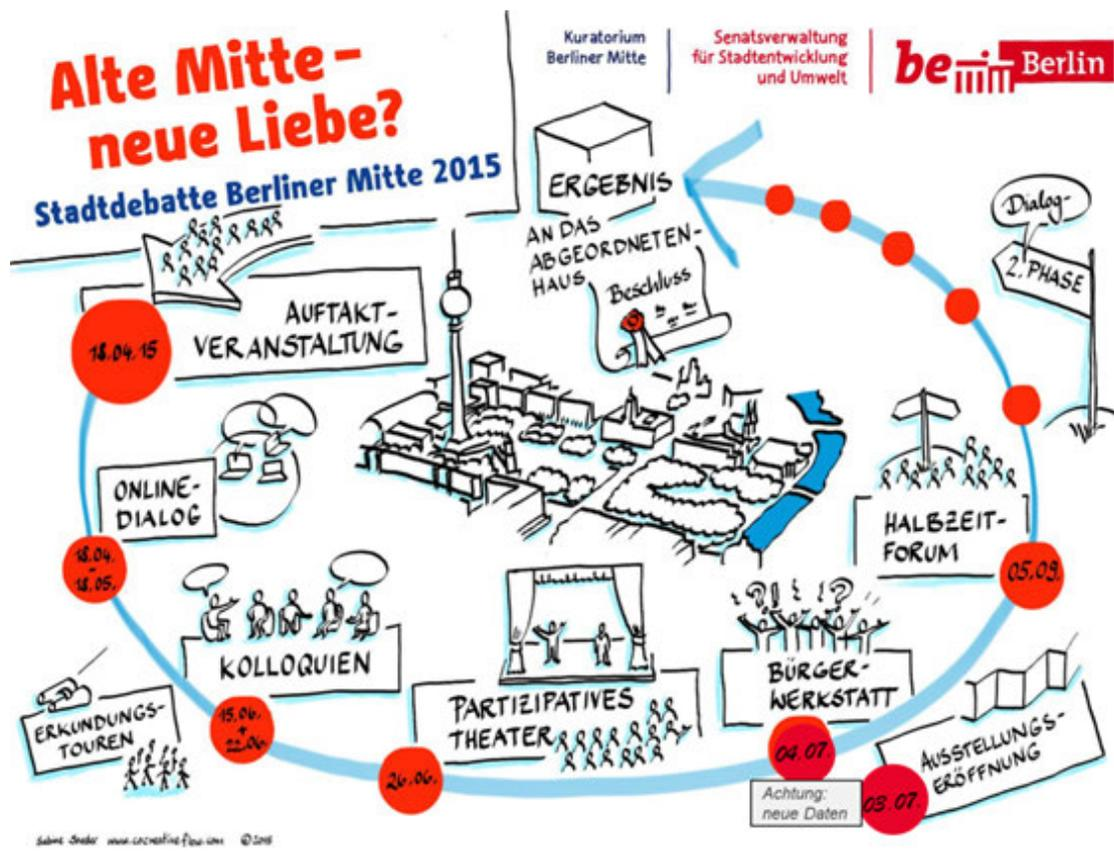 Alte Mitte –
neue Liebe?
Stadtdebatte Berliner Mitte 2015
Kuratorium
Berliner Mitte
Senatsverwaltung
für Stadtentwicklung
und Umwelt
be Berlin
ERGEBNIS
AN DAS
ABGEORDNETEN-
HAUS
Beschluss
Dialog-
2. PHASE
18.04.15
AUFTAKT-
VERANSTALTUNG
ONLINE-
DIALOG
18.04.
-
18.05.
KOLLOQUIEN
15.06.
+
22.06.
ERKUNDUNGS-
TOUREN
PARTIZIPATIVES
THEATER
26.06.
?!
!?
BÜRGER-
WERKSTATT
04.07.
Achtung:
neue Daten
03.07.
AUSSTELLUNGS-
ERÖFFNUNG
HALBZEIT-
FORUM
05.09.
www.cocreativeflow.com ©2015